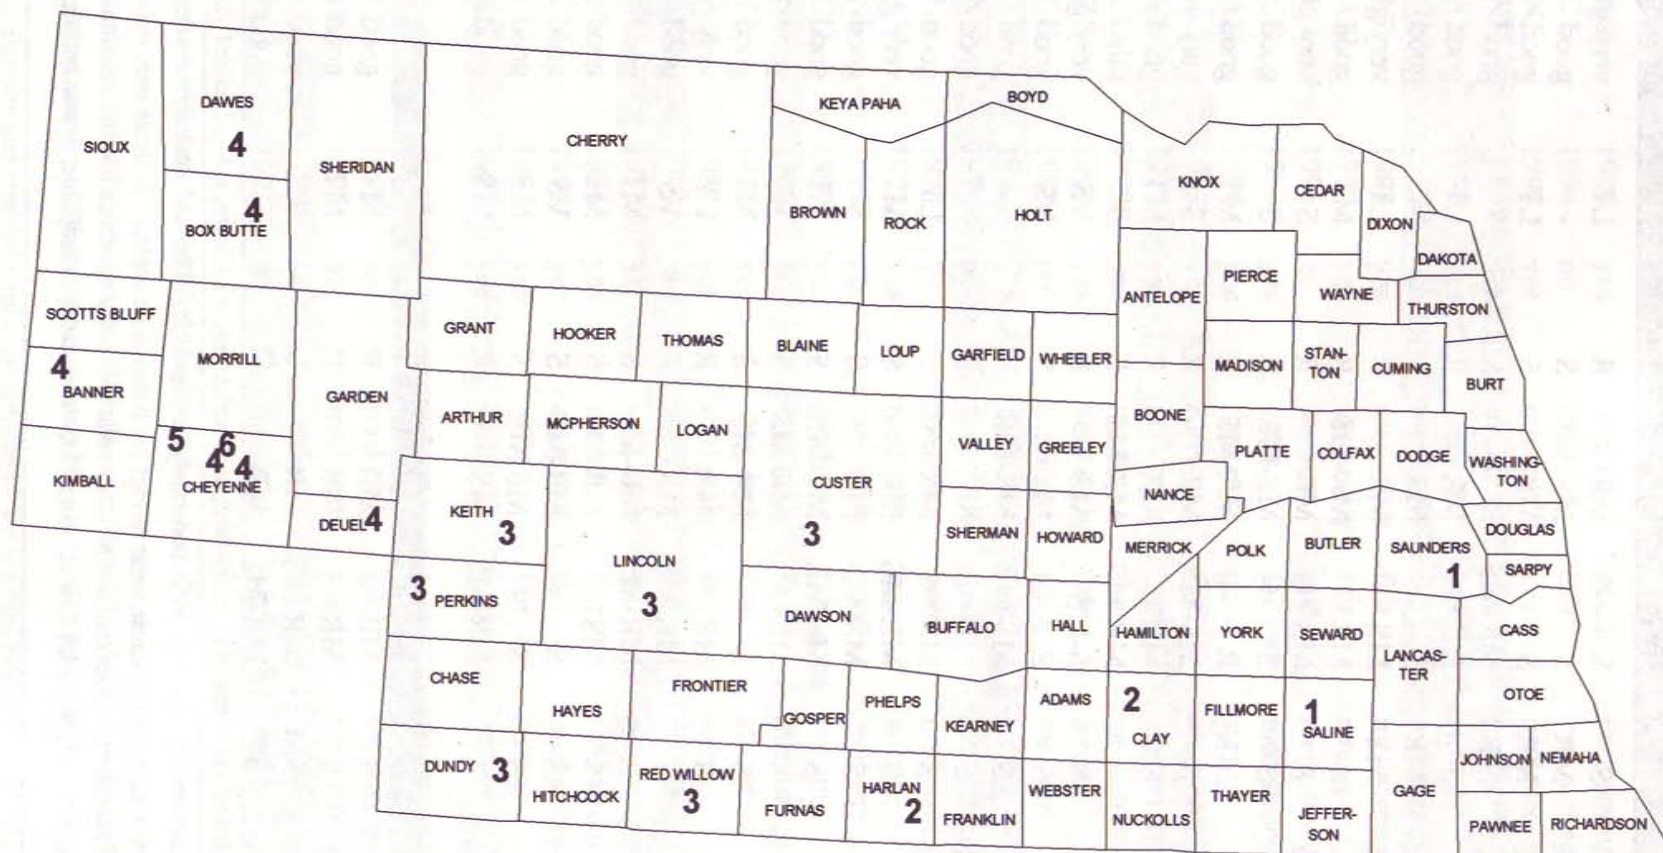 DAWES
4
SIOUX
SHERIDAN
CHERRY
KEYA PAHA
BOYD
BOX BUTTE
4
BROWN
ROCK
HOLT
KNOX
CEDAR
DIXON
DAKOTA
PIERCE
WAYNE
THURSTON
ANTELOPE
SCOTTS BLUFF
MORRILL
GRANT
HOOKER
THOMAS
BLAINE
LOUP
GARFIELD
WHEELER
MADISON
STAN-
TON
CUMING
BURT
4
BANNER
GARDEN
ARTHUR
MCPHERSON
LOGAN
BOONE
VALLEY
GREELEY
PLATTE
COLFAX
DODGE
WASHING-
TON
KIMBALL
5
6
4
4
CHEYENNE
DEUEL
4
KEITH
3
CUSTER
3
NANCE
SHERMAN
HOWARD
MERRICK
POLK
BUTLER
SAUNDERS
1
DOUGLAS
SARPY
LINCOLN
3
3
PERKINS
DAWSON
BUFFALO
HALL
HAMILTON
YORK
SEWARD
LANCAS-
TER
CASS
OTOE
CHASE
HAYES
FRONTIER
GOSPER
PHELPS
KEARNEY
ADAMS
2
CLAY
FILLMORE
1
SALINE
DUNDY
3
HITCHCOCK
RED WILLOW
3
FURNAS
HARLAN
2
FRANKLIN
WEBSTER
NUCKOLLS
THAYER
JEFFER-
SON
GAGE
JOHNSON
NEMAHA
PAWNEE
RICHARDSON